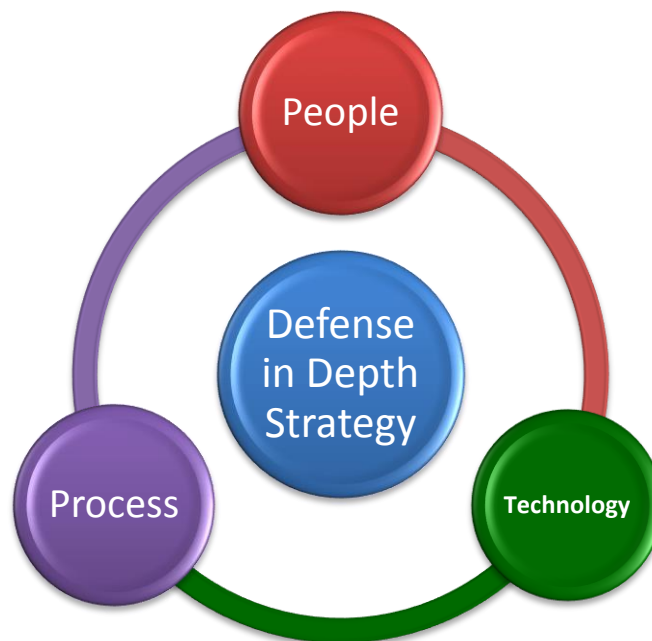 People
Defense
in Depth
Strategy
Process
Technology